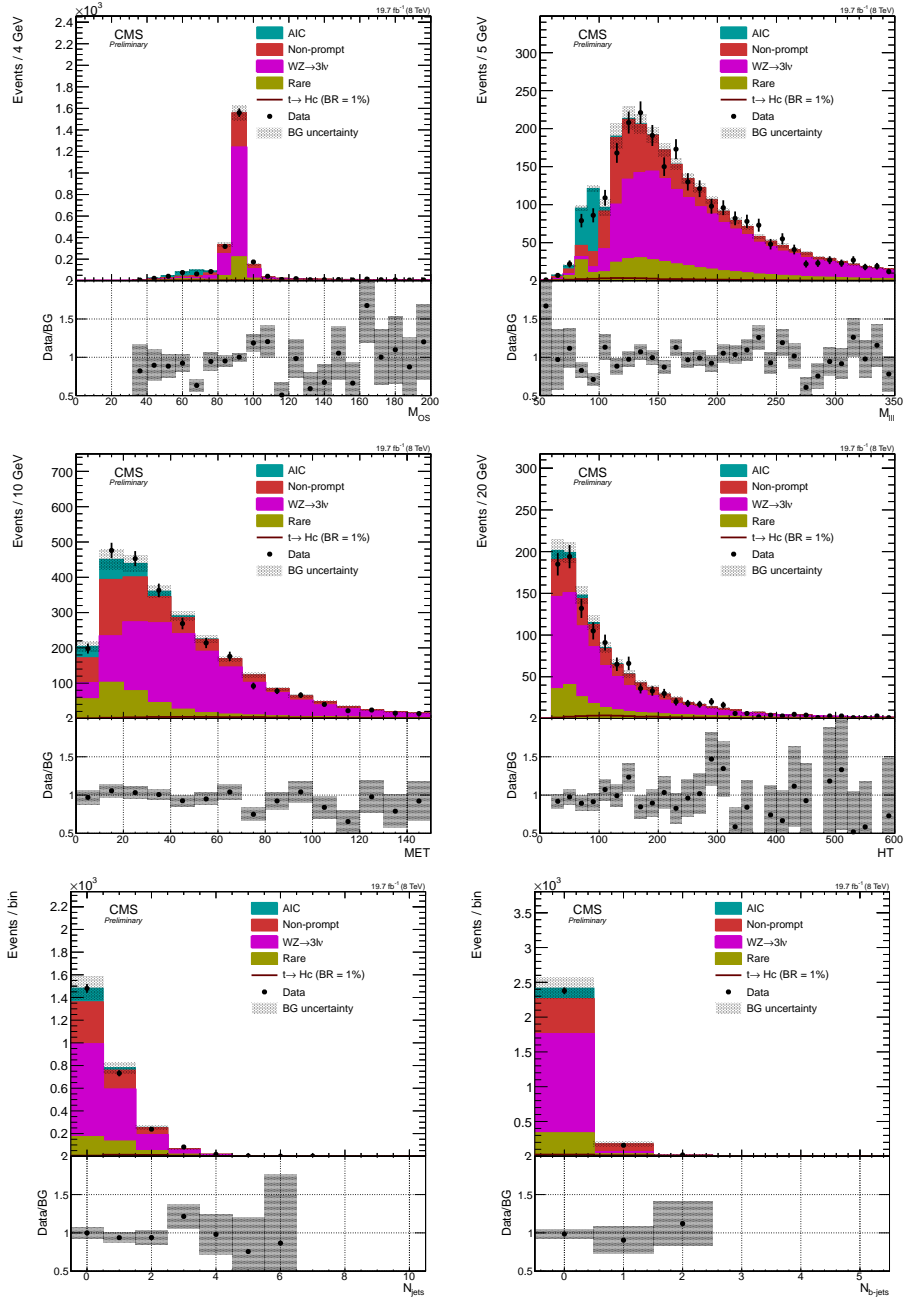 ×10³
19.7 fb⁻¹ (8 TeV)
Events / 4 GeV
CMS
Preliminary
AIC
Non-prompt
WZ→3lν
Rare
t→ Hc (BR = 1%)
Data
BG uncertainty
2.4
2.2
2
1.8
1.6
1.4
1.2
1
0.8
0.6
0.4
0.2
2
Data/BG
1.5
1
0.5
0 20 40 60 80 100 120 140 160 180 200
M_OS
19.7 fb⁻¹ (8 TeV)
Events / 5 GeV
CMS
Preliminary
AIC
Non-prompt
WZ→3lν
Rare
t→ Hc (BR = 1%)
Data
BG uncertainty
300
250
200
150
100
50
2
Data/BG
1.5
1
0.5
50 100 150 200 250 300 350
M_lll
19.7 fb⁻¹ (8 TeV)
Events / 10 GeV
CMS
Preliminary
AIC
Non-prompt
WZ→3lν
Rare
t→ Hc (BR = 1%)
Data
BG uncertainty
700
600
500
400
300
200
100
2
Data/BG
1.5
1
0.5
0 20 40 60 80 100 120 140
MET
19.7 fb⁻¹ (8 TeV)
Events / 20 GeV
CMS
Preliminary
AIC
Non-prompt
WZ→3lν
Rare
t→ Hc (BR = 1%)
Data
BG uncertainty
300
250
200
150
100
50
2
Data/BG
1.5
1
0.5
0 100 200 300 400 500 600
HT
×10³
19.7 fb⁻¹ (8 TeV)
Events / bin
CMS
Preliminary
AIC
Non-prompt
WZ→3lν
Rare
t→ Hc (BR = 1%)
Data
BG uncertainty
2.2
2
1.8
1.6
1.4
1.2
1
0.8
0.6
0.4
0.2
2
Data/BG
1.5
1
0.5
0 2 4 6 8 10
N_jets
×10³
19.7 fb⁻¹ (8 TeV)
Events / bin
CMS
Preliminary
AIC
Non-prompt
WZ→3lν
Rare
t→ Hc (BR = 1%)
Data
BG uncertainty
3.5
3
2.5
2
1.5
1
0.5
2
Data/BG
1.5
1
0.5
0 1 2 3 4 5
N_b-jets